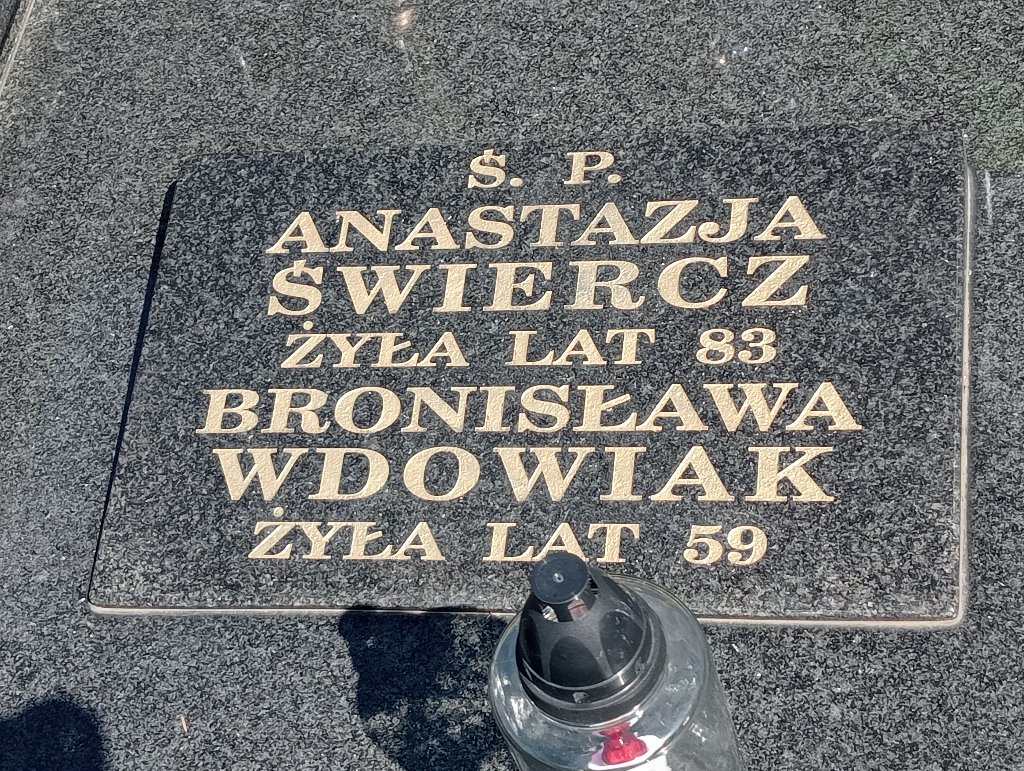 Ś. P.
ANASTAZJA
ŚWIERCZ
ŻYŁA LAT 83
BRONISŁAWA
WDOWIAK
ŻYŁA LAT 59